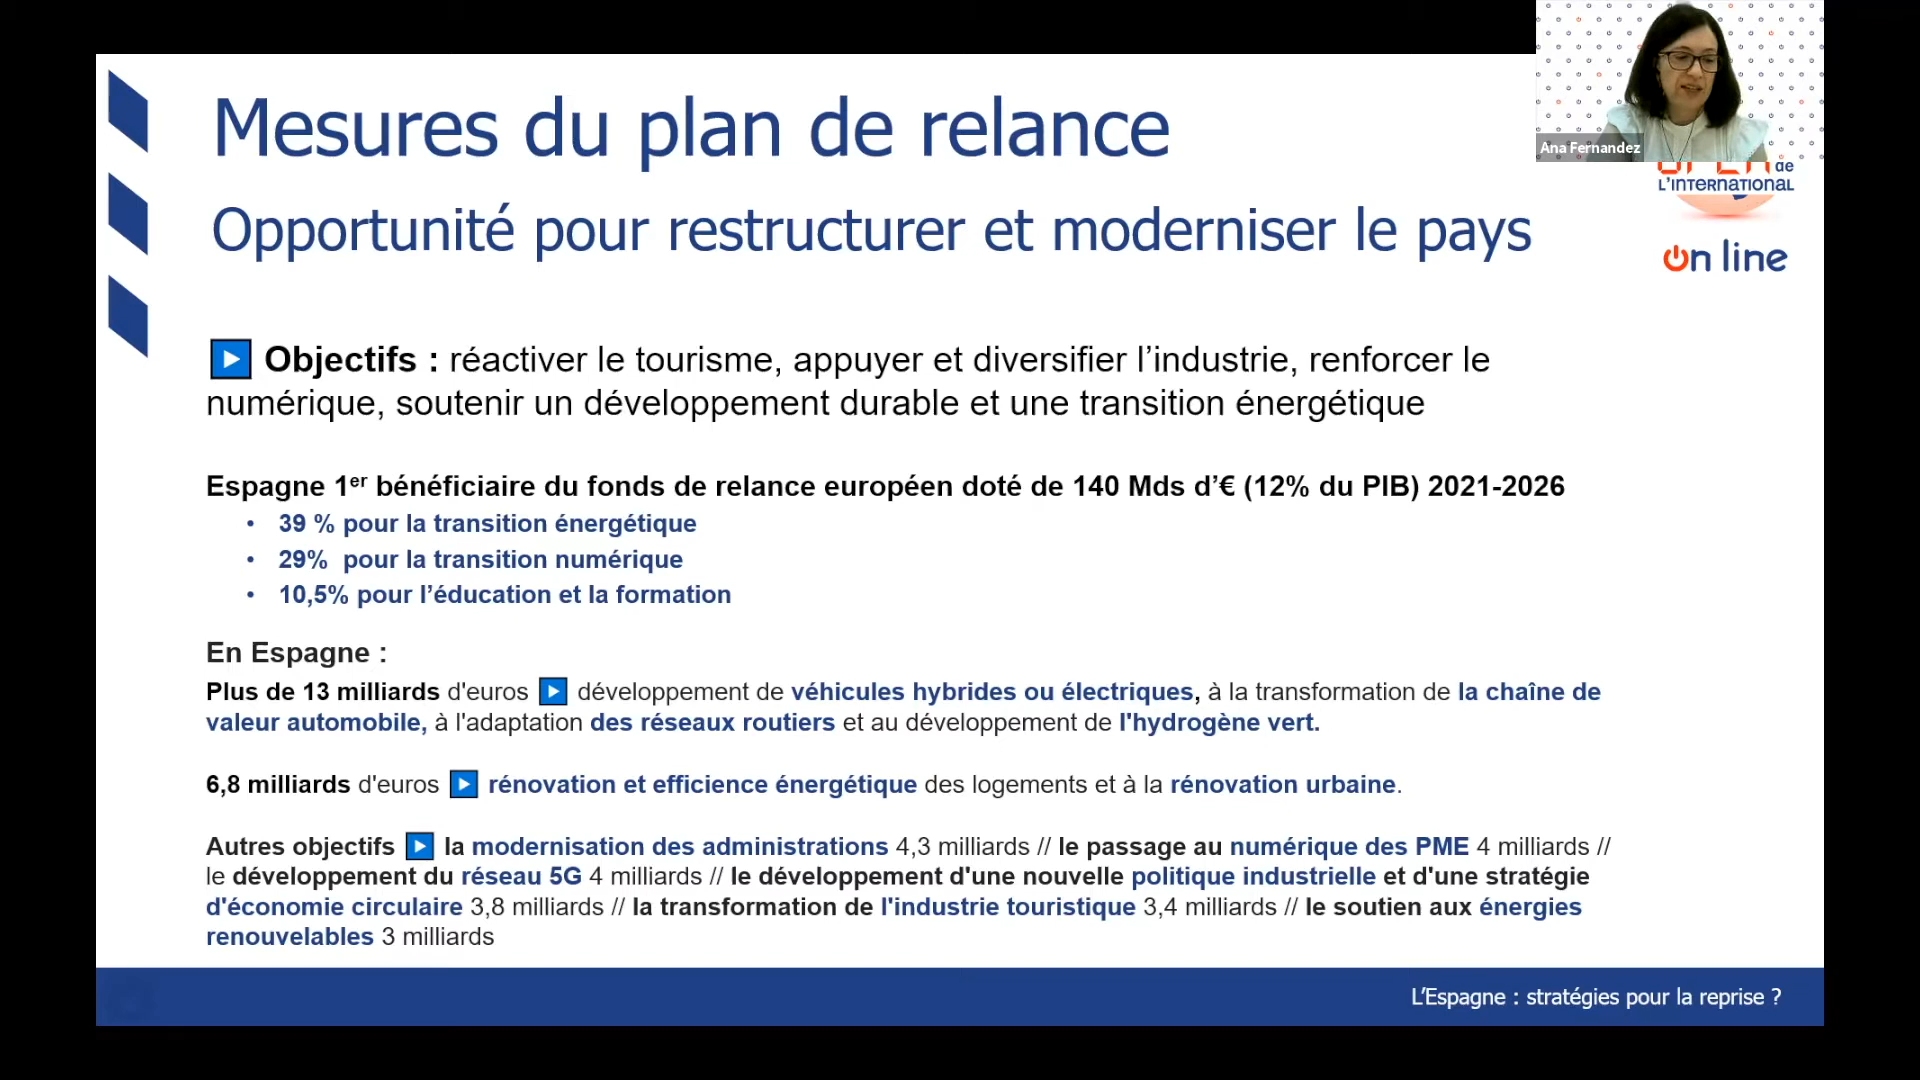 Mesures du plan de relance
Opportunité pour restructurer et moderniser le pays
Ana Fernandez
de
L'INTERNATIONAL
On line
Objectifs : réactiver le tourisme, appuyer et diversifier l’industrie, renforcer le
numérique, soutenir un développement durable et une transition énergétique
Espagne 1er bénéficiaire du fonds de relance européen doté de 140 Mds d’€ (12% du PIB) 2021-2026
• 39 % pour la transition énergétique
• 29% pour la transition numérique
• 10,5% pour l’éducation et la formation
En Espagne :
Plus de 13 milliards d'euros ▶ développement de véhicules hybrides ou électriques, à la transformation de la chaîne de
valeur automobile, à l'adaptation des réseaux routiers et au développement de l'hydrogène vert.
6,8 milliards d'euros ▶ rénovation et efficience énergétique des logements et à la rénovation urbaine.
Autres objectifs ▶ la modernisation des administrations 4,3 milliards // le passage au numérique des PME 4 milliards //
le développement du réseau 5G 4 milliards // le développement d'une nouvelle politique industrielle et d'une stratégie
d'économie circulaire 3,8 milliards // la transformation de l'industrie touristique 3,4 milliards // le soutien aux énergies
renouvelables 3 milliards
L’Espagne : stratégies pour la reprise ?